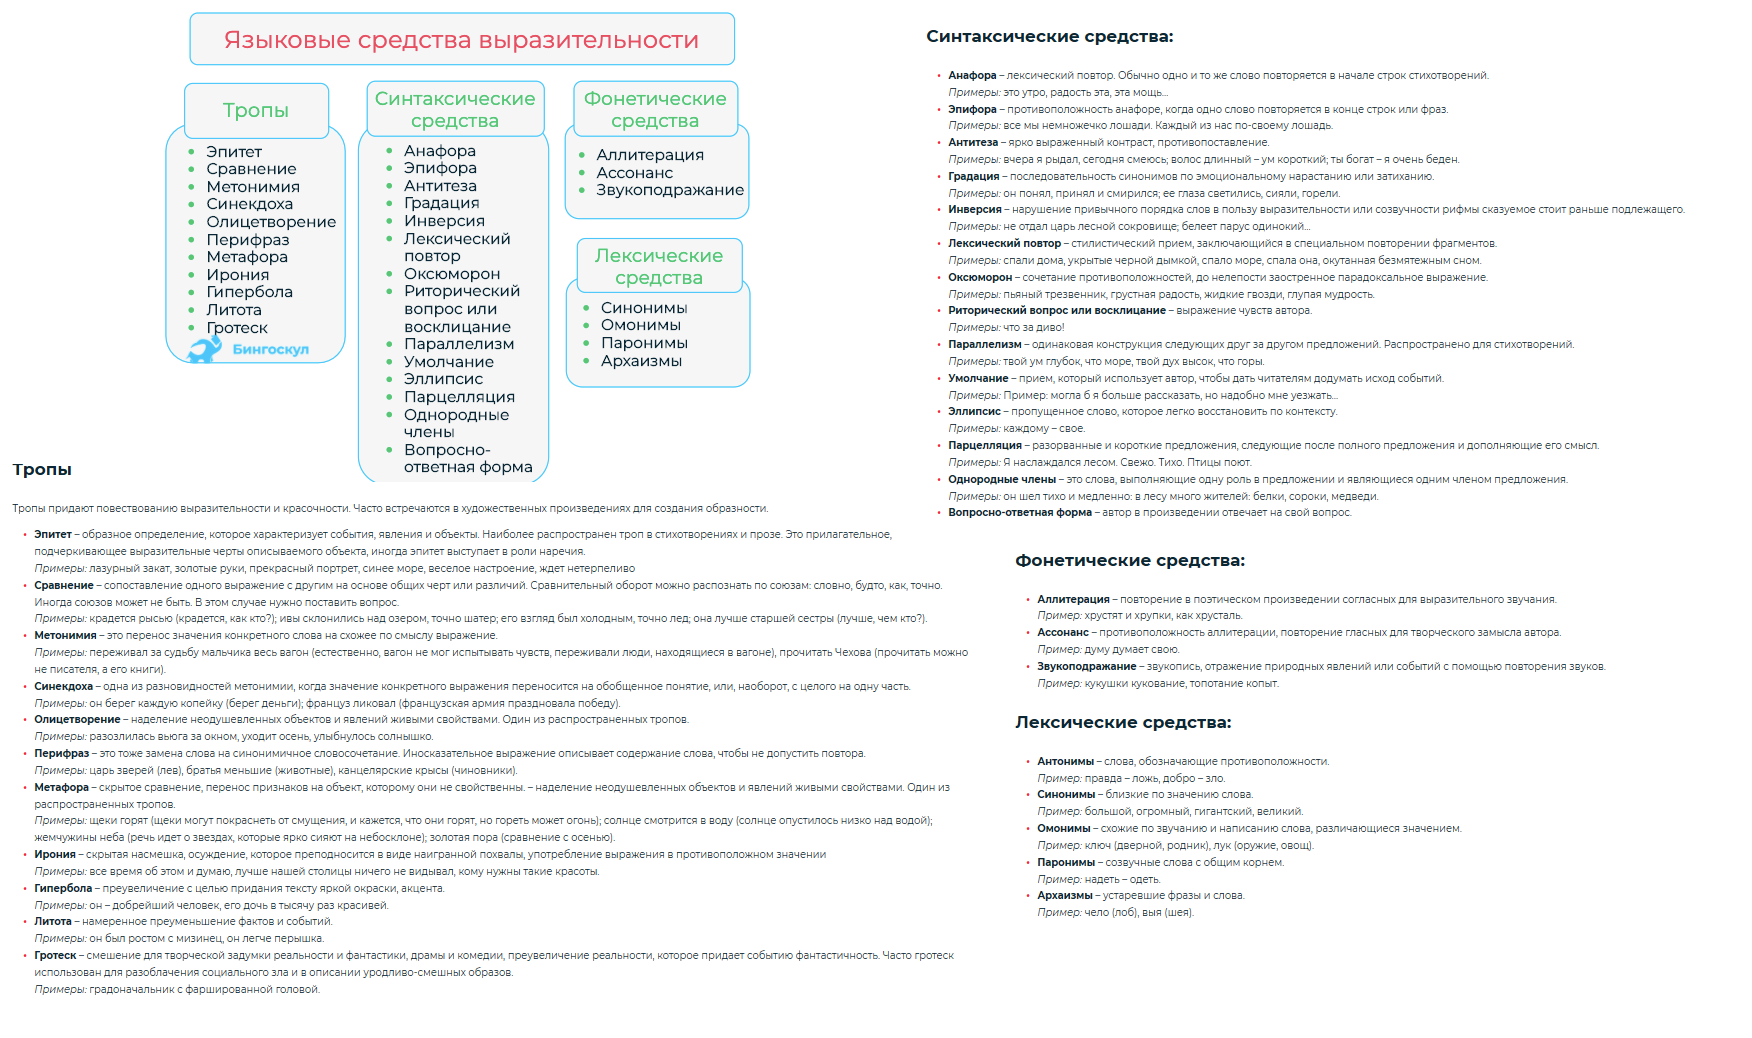 Языковые средства выразительности
Тропы
Эпитет
Сравнение
Метонимия
Синекдоха
Олицетворение
Перифраз
Метафора
Ирония
Гипербола
Литота
Гротеск
Бингоскул
Синтаксические
средства
Анафора
Эпифора
Антитеза
Градация
Инверсия
Лексический
повтор
Оксюморон
Риторический
вопрос или
восклицание
Параллелизм
Умолчание
Эллипсис
Парцелляция
Однородные
члены
Вопросно-
ответная форма
Фонетические
средства
Аллитерация
Ассонанс
Звукоподражание
Лексические
средства
Синонимы
Омонимы
Паронимы
Архаизмы
Тропы
Тропы придают повествованию выразительности и красочности. Часто встречаются в художественных произведениях для создания образности.
Эпитет – образное определение, которое характеризует события, явления и объекты. Наиболее распространен троп в стихотворениях и прозе. Это прилагательное,
подчеркивающее выразительные черты описываемого объекта, иногда эпитет выступает в роли наречия.
Примеры: лазурный закат, золотые руки, прекрасный портрет, синее море, веселое настроение, ждет нетерпеливо
Сравнение – сопоставление одного выражение с другим на основе общих черт или различий. Сравнительный оборот можно распознать по союзам: словно, будто, как, точно.
Иногда союзов может не быть. В этом случае нужно поставить вопрос.
Примеры: крадется рысью (крадется, как кто?); ивы склонились над озером, точно шатер; его взгляд был холодным, точно лед; она лучше старшей сестры (лучше, чем кто?).
Метонимия – это перенос значения конкретного слова на схожее по смыслу выражение.
Примеры: переживал за судьбу мальчика весь вагон (естественно, вагон не мог испытывать чувств, переживали люди, находящиеся в вагоне), прочитать Чехова (прочитать можно
не писателя, а его книги).
Синекдоха – одна из разновидностей метонимии, когда значение конкретного выражения переносится на обобщенное понятие, или, наоборот, с целого на одну часть.
Примеры: он берег каждую копейку (берег деньги); француз ликовал (французская армия праздновала победу).
Олицетворение – наделение неодушевленных объектов и явлений живыми свойствами. Один из распространенных тропов.
Примеры: разозлилась вьюга за окном, уходит осень, улыбнулось солнышко.
Перифраз – это тоже замена слова на синонимичное словосочетание. Иносказательное выражение описывает содержание слова, чтобы не допустить повтора.
Примеры: царь зверей (лев), братья меньшие (животные), канцелярские крысы (чиновники).
Метафора – скрытое сравнение, перенос признаков на объект, которому они не свойственны. – наделение неодушевленных объектов и явлений живыми свойствами. Один из
распространенных тропов.
Примеры: щеки горят (щеки могут покраснеть от смущения, и кажется, что они горят, но гореть может огонь); солнце смотрится в воду (солнце опустилось низко над водой);
жемчужины неба (речь идет о звездах, которые ярко сияют на небосклоне); золотая пора (сравнение с осенью).
Ирония – скрытая насмешка, осуждение, которое преподносится в виде наигранной похвалы, употребление выражения в противоположном значении
Примеры: все время об этом и думаю, лучше нашей столицы ничего не видывал, кому нужны такие красоты.
Гипербола – преувеличение с целью придания тексту яркой окраски, акцента.
Примеры: он – добрейший человек, его дочь в тысячу раз красивей.
Литота – намеренное преуменьшение фактов и событий.
Примеры: он был ростом с мизинец, он легче перышка.
Гротеск – смешение для творческой задумки реальности и фантастики, драмы и комедии, преувеличение реальности, которое придает событию фантастичность. Часто гротеск
использован для разоблачения социального зла и в описании уродливо-смешных образов.
Примеры: градоначальник с фаршированной головой.
Синтаксические средства:
Анафора – лексический повтор. Обычно одно и то же слово повторяется в начале строк стихотворений.
Примеры: это утро, радость эта, эта мощь...
Эпифора – противоположность анафоре, когда одно слово повторяется в конце строк или фраз.
Примеры: все мы немножечко лошади. Каждый из нас по-своему лошадь.
Антитеза – ярко выраженный контраст, противопоставление.
Примеры: вчера я рыдал, сегодня смеюсь; волос длинный – ум короткий; ты богат – я очень беден.
Градация – последовательность синонимов по эмоциональному нарастанию или затиханию.
Примеры: он понял, принял и смирился; ее глаза светились, сияли, горели.
Инверсия – нарушение привычного порядка слов в пользу выразительности или созвучности рифмы сказуемое стоит раньше подлежащего.
Примеры: не отдал царь лесной сокровище; белеет парус одинокий...
Лексический повтор – стилистический прием, заключающийся в специальном повторении фрагментов.
Примеры: спали дома, укрытые черной дымкой, спало море, спала она, окутанная безмятежным сном.
Оксюморон – сочетание противоположностей, до нелепости заостренное парадоксальное выражение.
Примеры: пьяный трезвенник, грустная радость, жидкие гвозди, глупая мудрость.
Риторический вопрос или восклицание – выражение чувств автора.
Примеры: что за диво!
Параллелизм – одинаковая конструкция следующих друг за другом предложений. Распространено для стихотворений.
Примеры: твой ум глубок, что море, твой дух высок, что горы.
Умолчание – прием, который использует автор, чтобы дать читателям додумать исход событий.
Примеры: Пример: могла б я больше рассказать, но надобно мне уезжать...
Эллипсис – пропущенное слово, которое легко восстановить по контексту.
Примеры: каждому – свое.
Парцелляция – разорванные и короткие предложения, следующие после полного предложения и дополняющие его смысл.
Примеры: Я наслаждался лесом. Свежо. Тихо. Птицы поют.
Однородные члены – это слова, выполняющие одну роль в предложении и являющиеся одним членом предложения.
Примеры: он шел тихо и медленно: в лесу много жителей: белки, сороки, медведи.
Вопросно-ответная форма – автор в произведении отвечает на свой вопрос.
Фонетические средства:
Аллитерация – повторение в поэтическом произведении согласных для выразительного звучания.
Пример: хрустят и хрупки, как хрусталь.
Ассонанс – противоположность аллитерации, повторение гласных для творческого замысла автора.
Пример: думу думает свою.
Звукоподражание – звукопись, отражение природных явлений или событий с помощью повторения звуков.
Пример: кукушки кукование, топотание копыт.
Лексические средства:
Антонимы – слова, обозначающие противоположности.
Пример: правда – ложь, добро – зло.
Синонимы – близкие по значению слова.
Пример: большой, огромный, гигантский, великий.
Омонимы – схожие по звучанию и написанию слова, различающиеся значением.
Пример: ключ (дверной, родник), лук (оружие, овощ).
Паронимы – созвучные слова с общим корнем.
Пример: надеть – одеть.
Архаизмы – устаревшие фразы и слова.
Пример: чело (лоб), выя (шея).